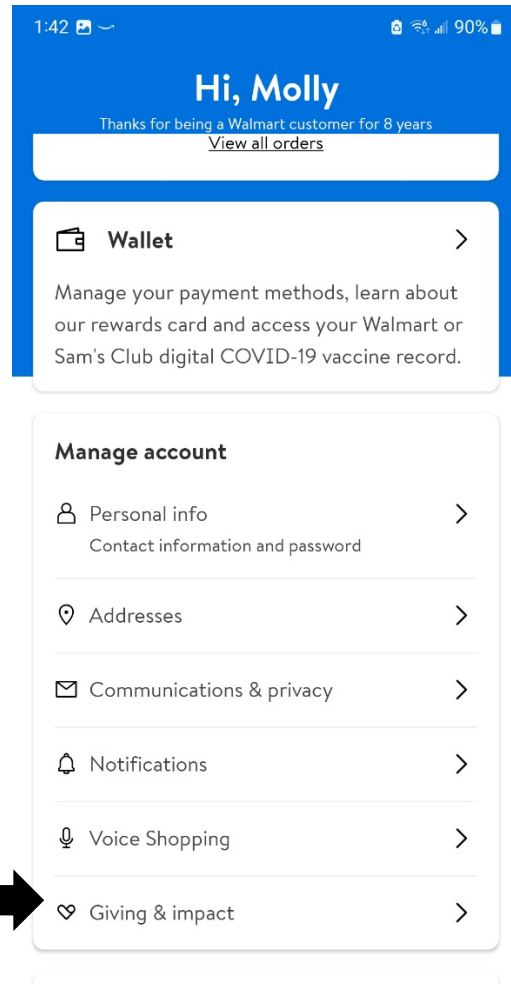 1:42 90%
Hi, Molly
Thanks for being a Walmart customer for 8 years
View all orders
Wallet
Manage your payment methods, learn about
our rewards card and access your Walmart or
Sam's Club digital COVID-19 vaccine record.
Manage account
Personal info
Contact information and password
Addresses
Communications & privacy
Notifications
Voice Shopping
Giving & impact